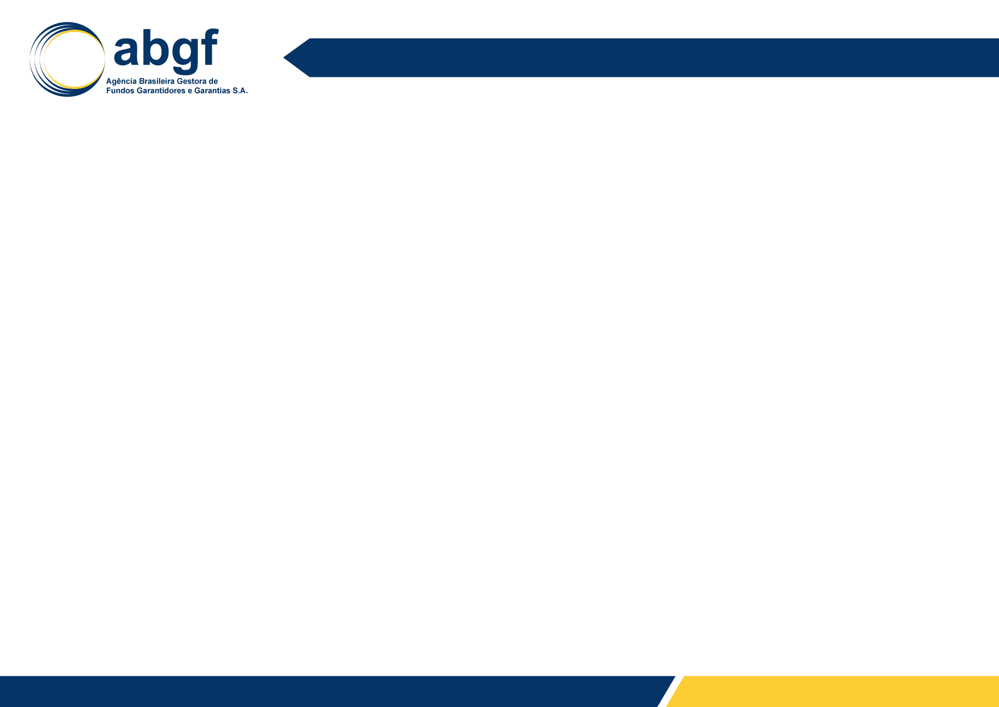 abgf
Agência Brasileira Gestora de
Fundos Garantidores e Garantias S.A.